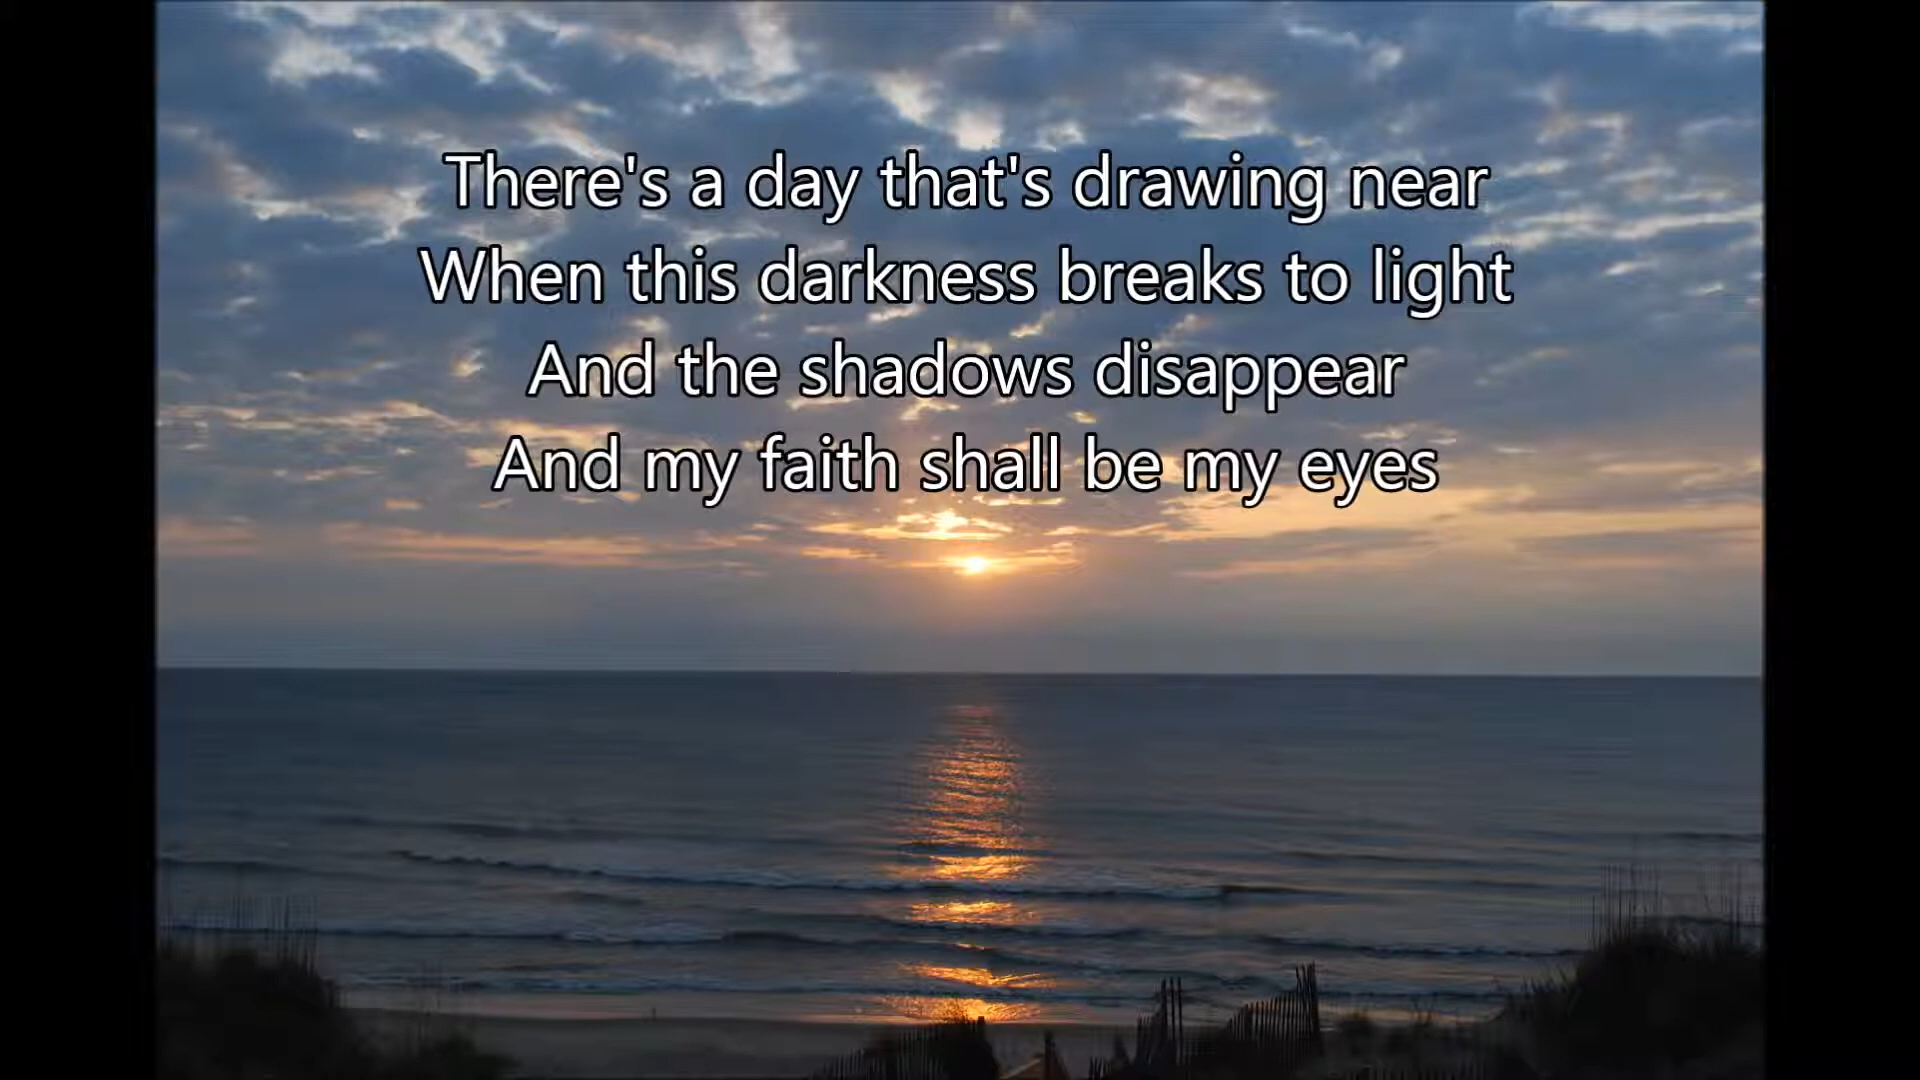 There's a day that's drawing near
When this darkness breaks to light
And the shadows disappear
And my faith shall be my eyes